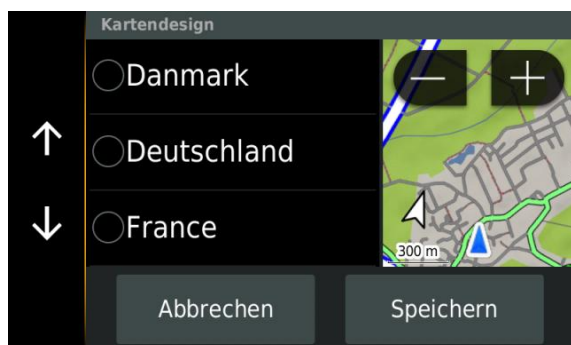 Kartendesign
Danmark
Deutschland
France
300 m
Abbrechen
Speichern